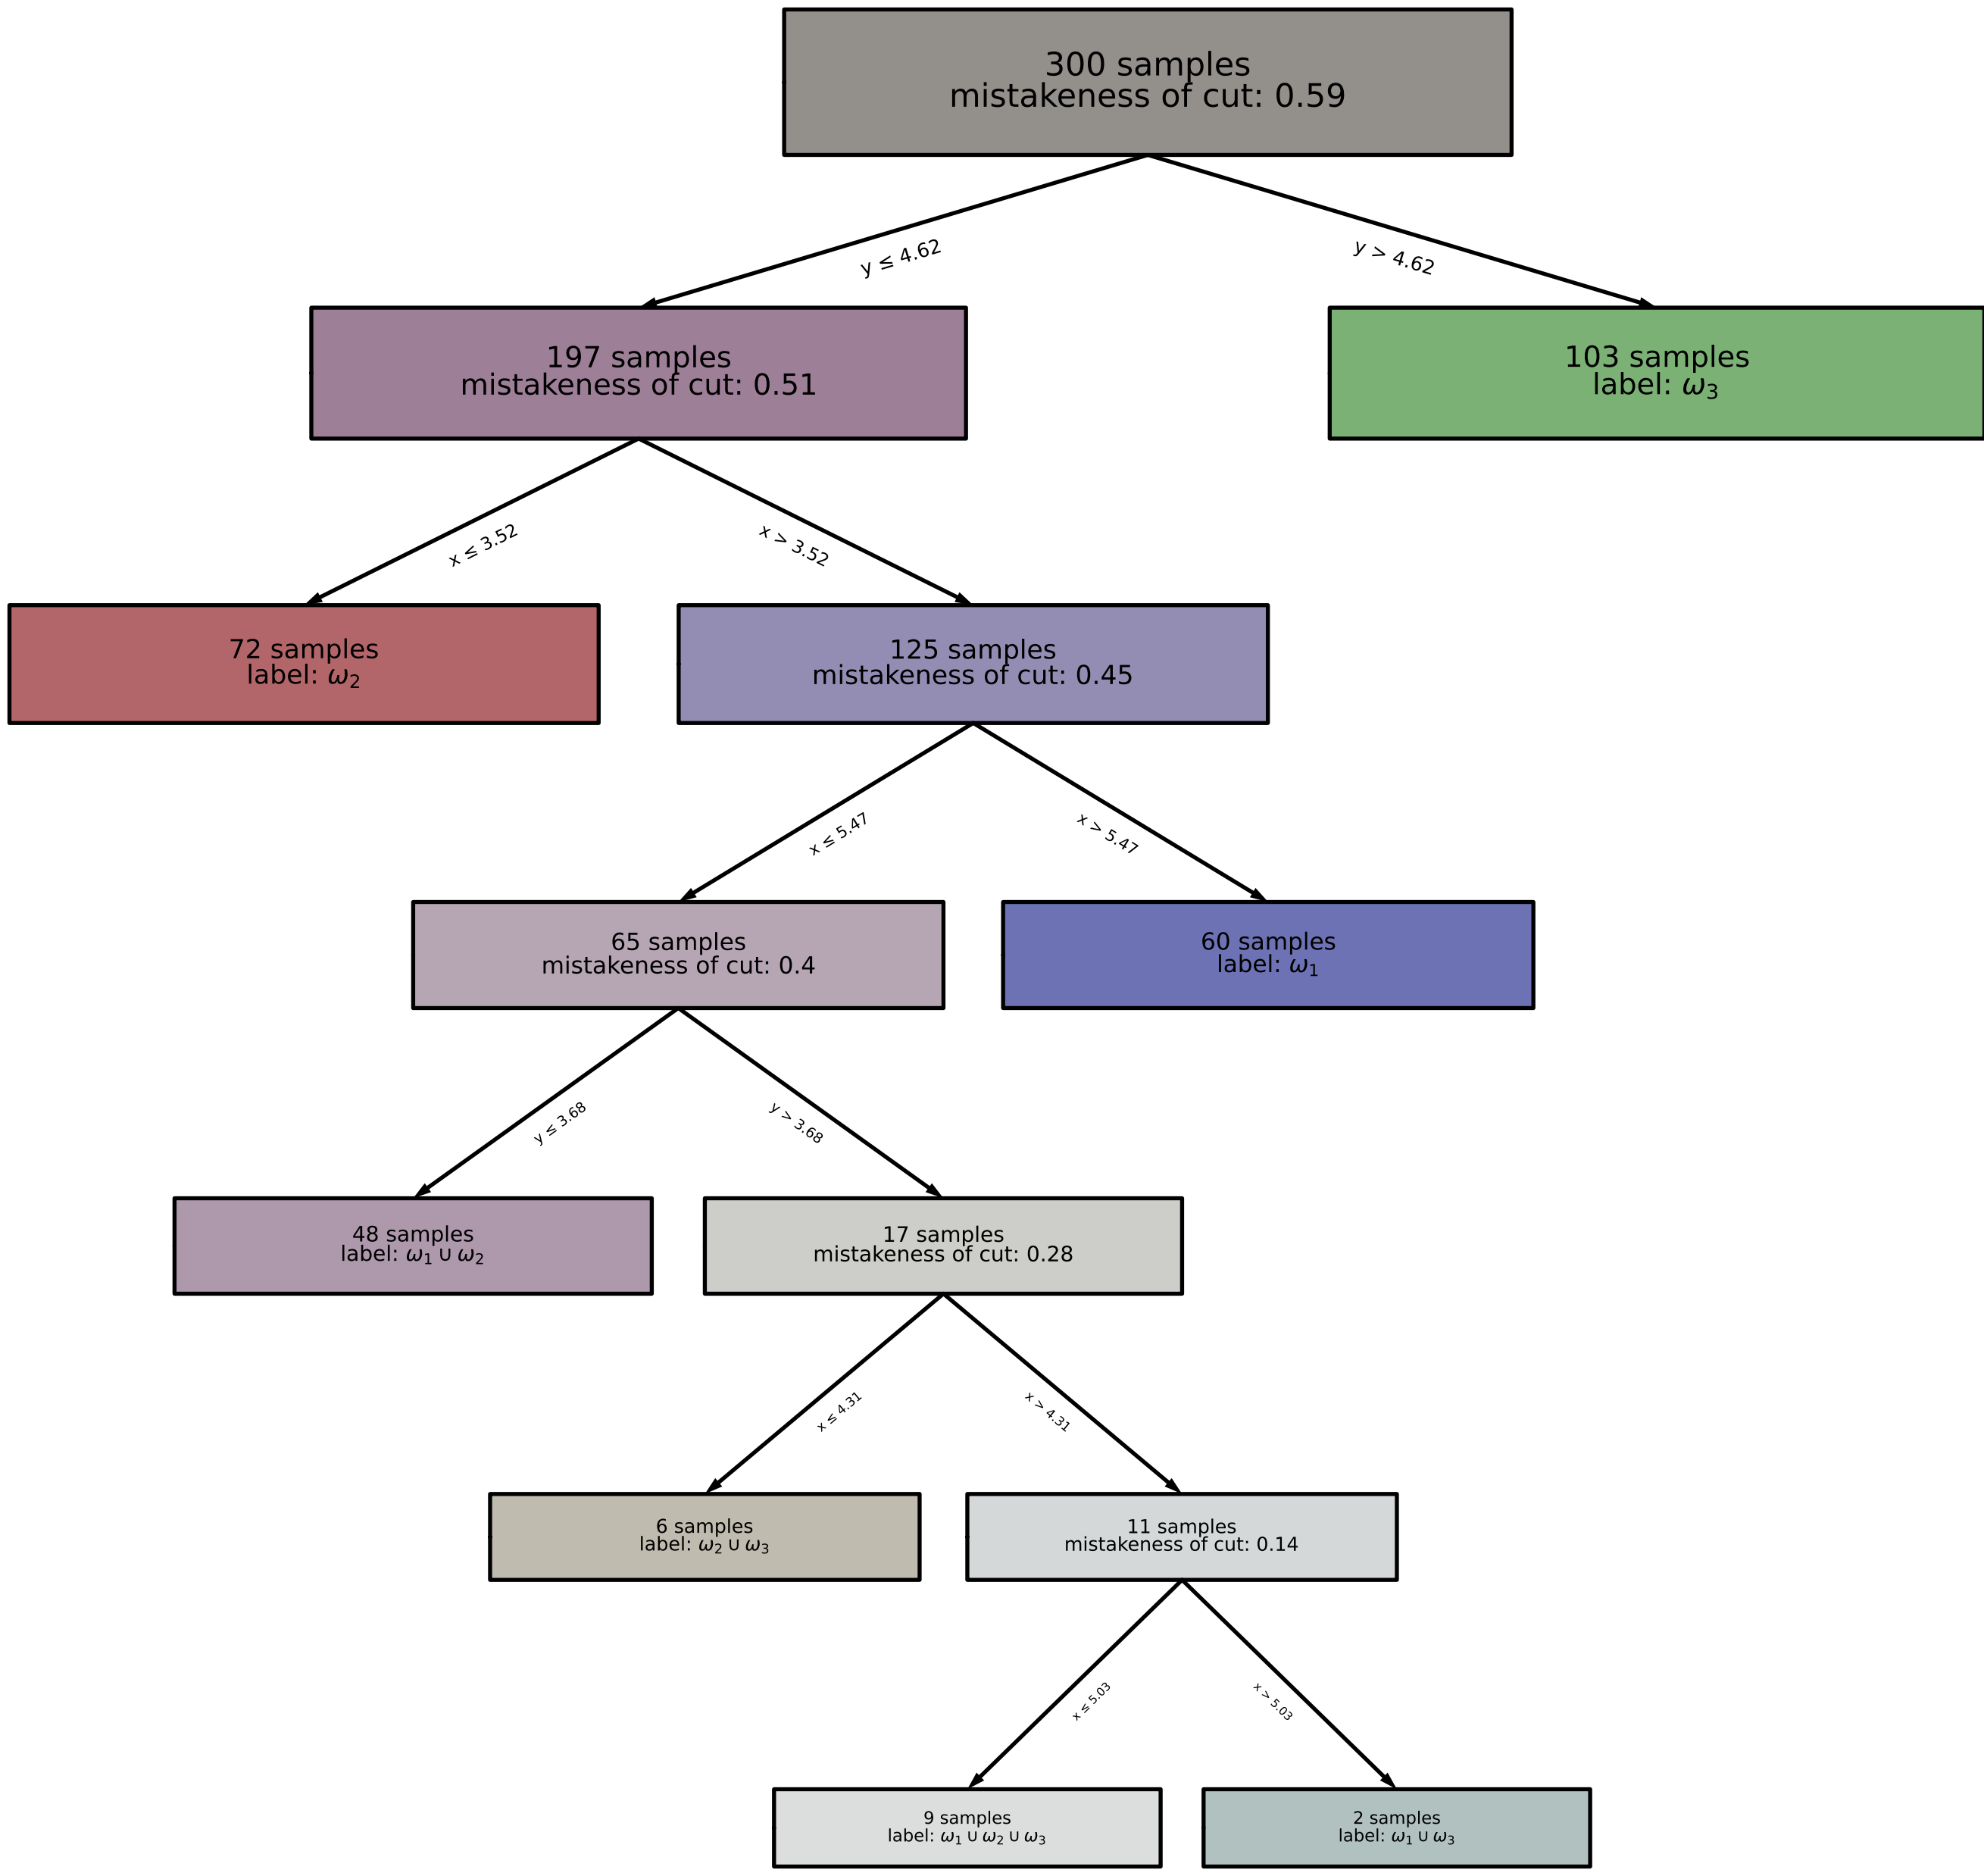 300 samples
mistakeness of cut: 0.59
y ≤ 4.62
y > 4.62
197 samples
mistakeness of cut: 0.51
103 samples
label: ω₃
x ≤ 3.52
x > 3.52
72 samples
label: ω₂
125 samples
mistakeness of cut: 0.45
x ≤ 5.47
x > 5.47
65 samples
mistakeness of cut: 0.4
60 samples
label: ω₁
y ≤ 3.68
y > 3.68
48 samples
label: ω₁ ∪ ω₂
17 samples
mistakeness of cut: 0.28
x ≤ 4.31
x > 4.31
6 samples
label: ω₂ ∪ ω₃
11 samples
mistakeness of cut: 0.14
x ≤ 5.03
x > 5.03
9 samples
label: ω₁ ∪ ω₂ ∪ ω₃
2 samples
label: ω₁ ∪ ω₃